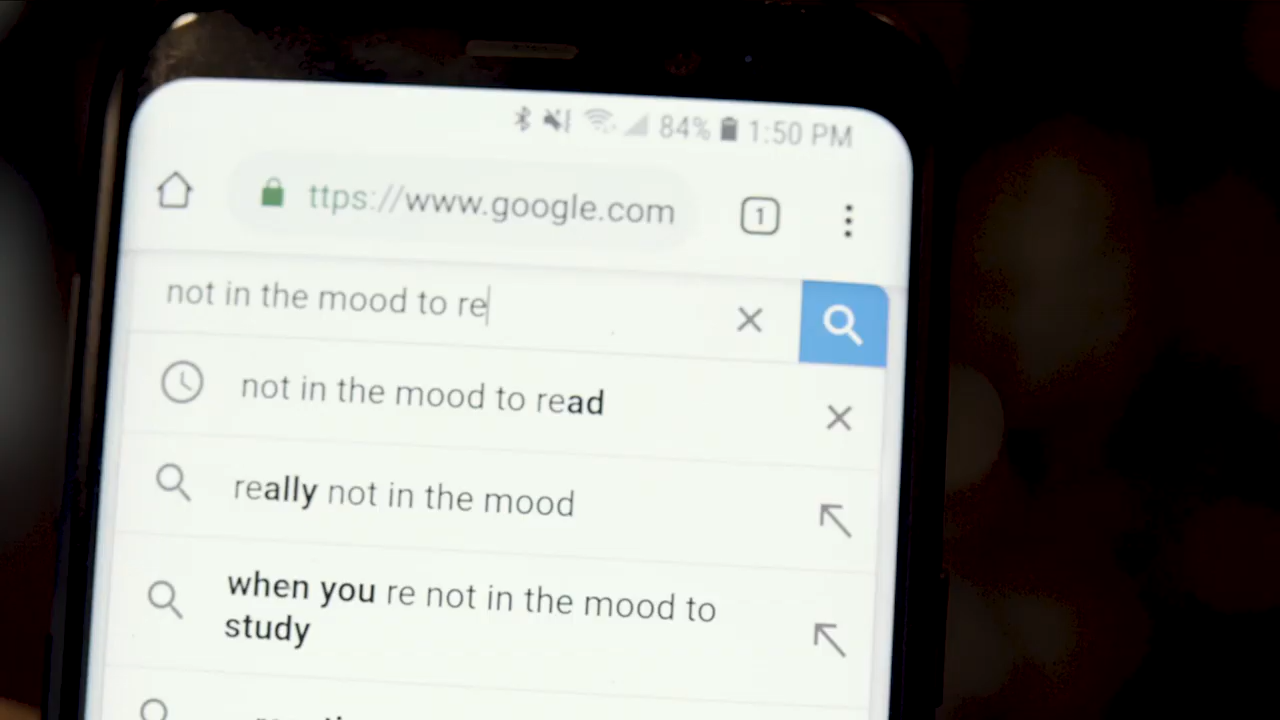 84% 1:50 PM
ttps://www.google.com 1
not in the mood to re
not in the mood to read
really not in the mood
when you re not in the mood to
study